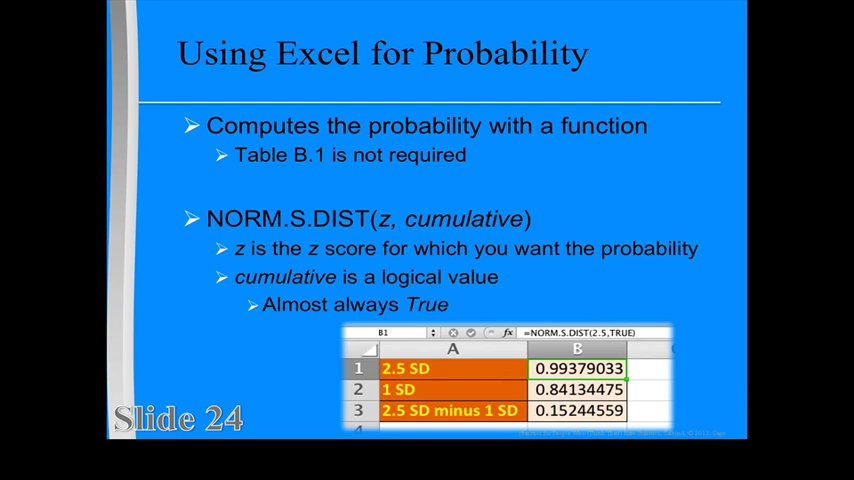 Using Excel for Probability
Computes the probability with a function
Table B.1 is not required
NORM.S.DIST(z, cumulative)
z is the z score for which you want the probability
cumulative is a logical value
Almost always True
B1 fx =NORM.S.DIST(2.5,TRUE)
A B C
1 2.5 SD 0.99379033
2 1 SD 0.84134475
3 2.5 SD minus 1 SD 0.15244559
4
Slide 24